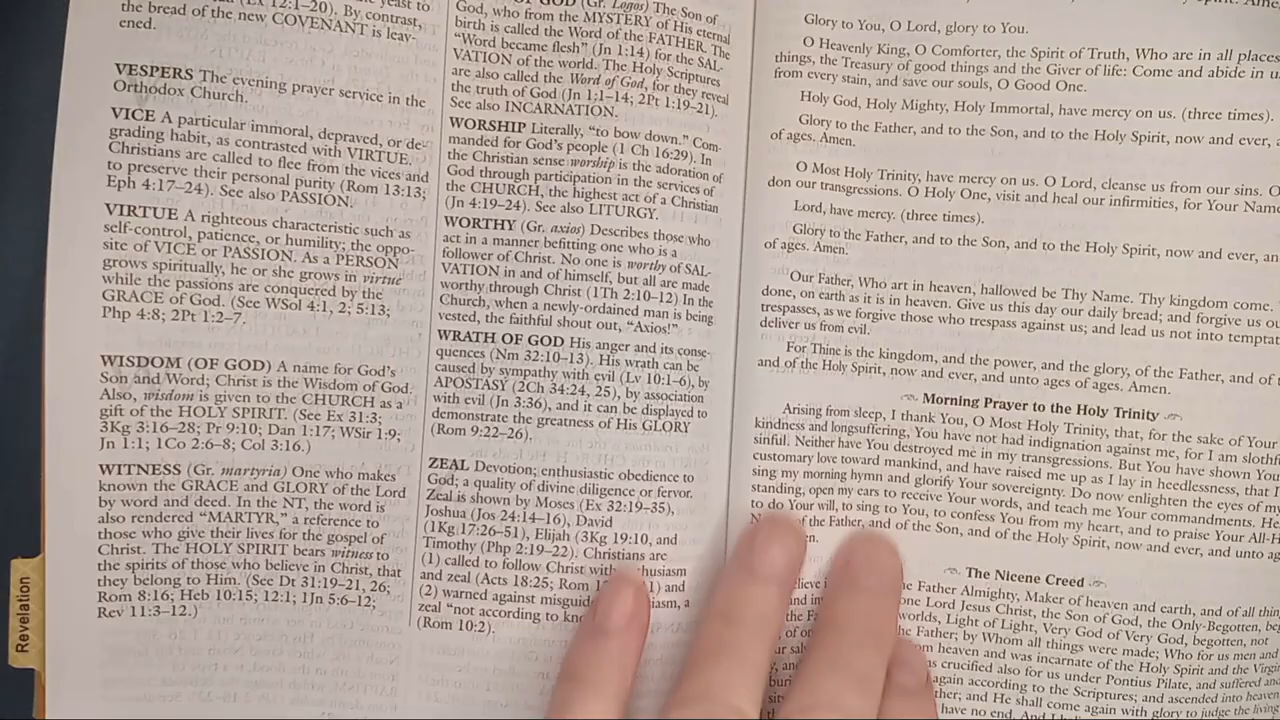 yeast to
(Ex 12:1–20). By contrast,
the bread of the new COVENANT is leav-
ened.
VESPERS The evening prayer service in the
Orthodox Church.
VICE A particular immoral, depraved, or de-
grading habit, as contrasted with VIRTUE.
Christians are called to flee from the vices and
to preserve their personal purity (Rom 13:13;
Eph 4:17–24). See also PASSION.
VIRTUE A righteous characteristic such as
self-control, patience, or humility; the oppo-
site of VICE or PASSION. As a PERSON
grows spiritually, he or she grows in virtue
while the passions are conquered by the
GRACE of God. (See WSol 4:1, 2; 5:13;
Php 4:8; 2Pt 1:2–7.
WISDOM (OF GOD) A name for God's
Son and Word; Christ is the Wisdom of God.
Also, wisdom is given to the CHURCH as a
gift of the HOLY SPIRIT. (See Ex 31:3;
3Kg 3:16–28; Pr 9:10; Dan 1:17; WSir 1:9;
Jn 1:1; 1Co 2:6–8; Col 3:16.)
WITNESS (Gr. martyria) One who makes
known the GRACE and GLORY of the Lord
by word and deed. In the NT, the word is
also rendered “MARTYR,” a reference to
those who give their lives for the gospel of
Christ. The HOLY SPIRIT bears witness to
the spirits of those who believe in Christ, that
they belong to Him. (See Dt 31:19–21, 26;
Rom 8:16; Heb 10:15; 12:1; 1Jn 5:6–12;
Rev 11:3–12.)
Revelation
GOD (Gr. Logos) The Son of
God, who from the MYSTERY of His eternal
birth is called the Word of the FATHER. The
“Word became flesh” (Jn 1:14) for the SAL-
VATION of the world. The Holy Scriptures
are also called the Word of God, for they reveal
the truth of God (Jn 1:1–14; 2Pt 1:19–21).
See also INCARNATION.
WORSHIP Literally, “to bow down.” Com-
manded for God's people (1 Ch 16:29). In
the Christian sense worship is the adoration of
God through participation in the services of
the CHURCH, the highest act of a Christian
(Jn 4:19–24). See also LITURGY.
WORTHY (Gr. axios) Describes those who
act in a manner befitting one who is a
follower of Christ. No one is worthy of SAL-
VATION in and of himself, but all are made
worthy through Christ (1Th 2:10–12) In the
Church, when a newly-ordained man is being
vested, the faithful shout out, “Axios!”
WRATH OF GOD His anger and its conse-
quences (Nm 32:10–13). His wrath can be
caused by sympathy with evil (Lv 10:1–6), by
APOSTASY (2Ch 34:24, 25), by association
with evil (Jn 3:36), and it can be displayed to
demonstrate the greatness of His GLORY
(Rom 9:22–26).
ZEAL Devotion; enthusiastic obedience to
God; a quality of divine diligence or fervor.
Zeal is shown by Moses (Ex 32:19–35),
Joshua (Jos 24:14–16), David
(1Kg 17:26–51), Elijah (3Kg 19:10, and
Timothy (Php 2:19–22). Christians are
(1) called to follow Christ with
and zeal (Acts 18:25; Rom and
(2) warned against a
zeal “not according to
(Rom 10:2).
Glory to You, O Lord, glory to You.
O Heavenly King, O Comforter, the Spirit of Truth, Who are in all places
things, the Treasury of good things and the Giver of life: Come and abide in
from every stain, and save our souls, O Good One.
Holy God, Holy Mighty, Holy Immortal, have mercy on us. (three times).
Glory to the Father, and to the Son, and to the Holy Spirit, now and ever,
of ages. Amen.
O Most Holy Trinity, have mercy on us. O Lord, cleanse us from our sins. O
don our transgressions. O Holy One, visit and heal our infirmities, for Your
Lord, have mercy. (three times).
Glory to the Father, and to the Son, and to the Holy Spirit, now and ever,
of ages. Amen.
Our Father, Who art in heaven, hallowed be Thy Name. Thy kingdom come.
done, on earth as it is in heaven. Give us this day our daily bread; and forgive us
trespasses, as we forgive those who trespass against us; and lead us not into
deliver us from evil.
For Thine is the kingdom, and the power, and the glory, of the Father, and of
and of the Holy Spirit, now and ever, and unto ages of ages. Amen.
Morning Prayer to the Holy Trinity
Arising from sleep, I thank You, O Most Holy Trinity, that, for the sake of Your
kindness and longsuffering, You have not had indignation against me, for I am
sinful. Neither have You destroyed me in my transgressions. But You have shown
customary love toward mankind, and have raised me up as I lay in heedlessness, that I
sing my morning hymn and glorify Your sovereignty. Do now enlighten the eyes of my
standing, open my ears to receive Your words, and teach me Your commandments.
to do Your will, to sing to You, to confess You from my heart, and to praise Your
of the Father, and of the Son, and of the Holy Spirit, now and ever, and unto
The Nicene Creed
Father Almighty, Maker of heaven and earth, and of all
one Lord Jesus Christ, the Son of God, the Only-Begotten,
worlds, Light of Light, Very God of Very God, begotten, not
Father; by Whom all things were made; Who for us men and
heaven and was incarnate of the Holy Spirit and the
crucified also for us under Pontius Pilate, and suffered and
again according to the Scriptures; and ascended into heaven
and He shall come again with glory to judge the living
have no end. And